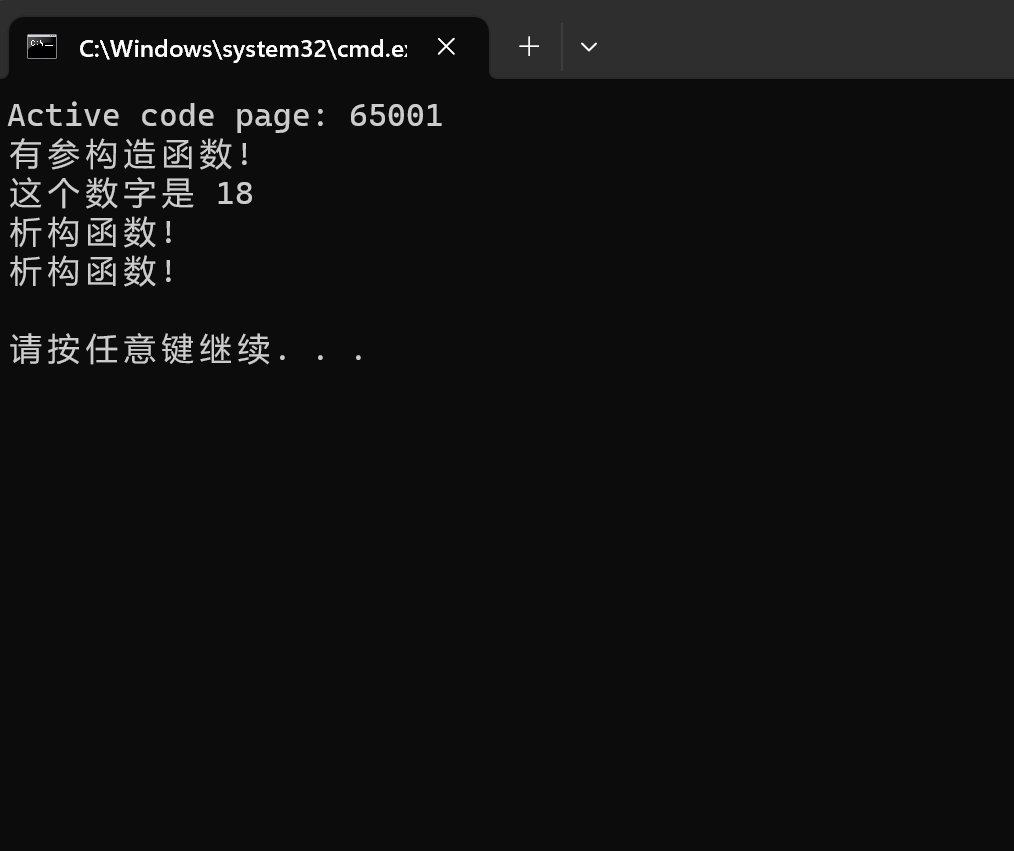 C:\Windows\system32\cmd.e
Active code page: 65001
有参构造函数!
这个数字是 18
析构函数!
析构函数!
请按任意键继续. . .